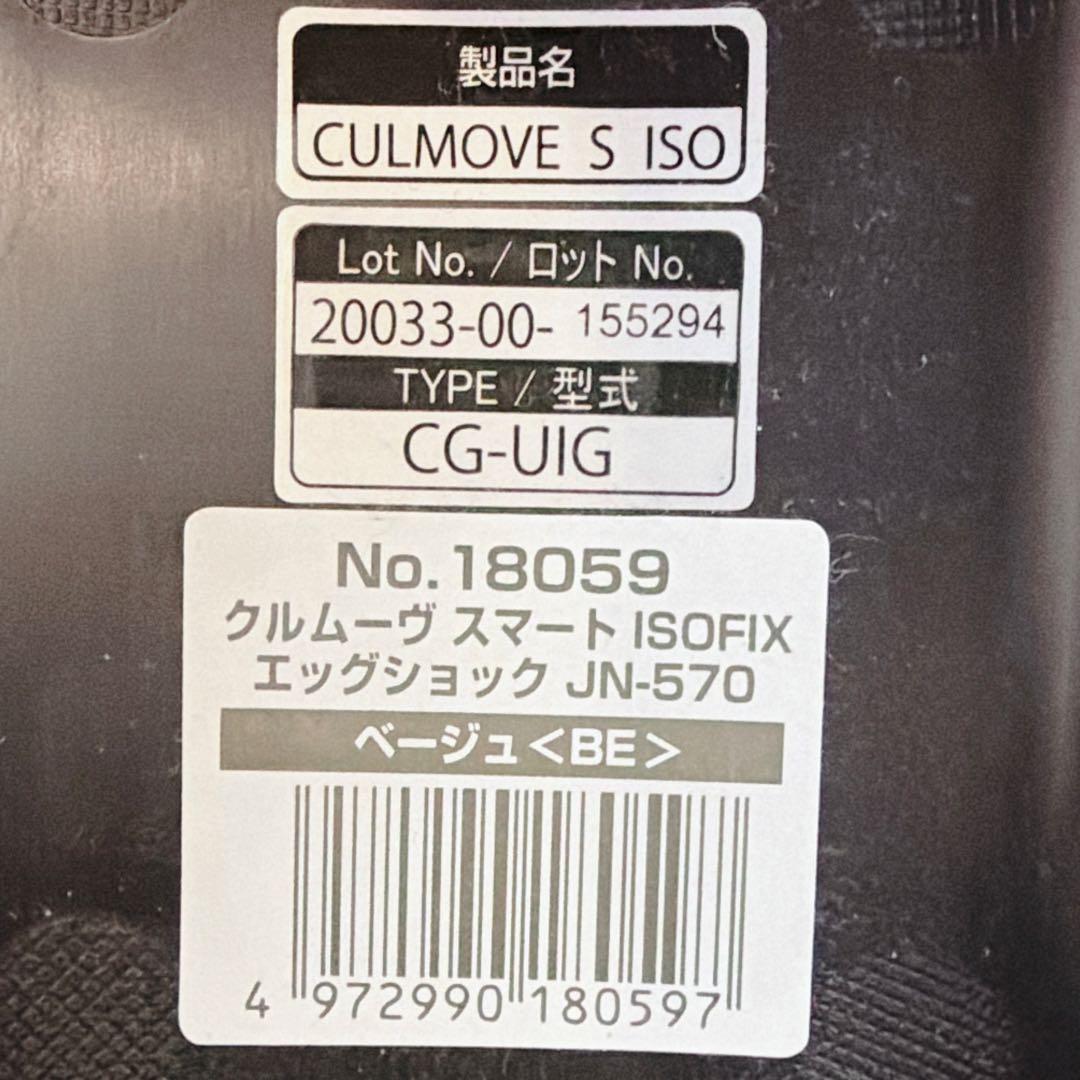 製品名
CULMOVE S ISO
Lot No. / ロット No.
20033-00- 155294
TYPE / 型式
CG-UIG
No.18059
クルムーヴ スマート ISOFIX
エッグショック JN-570
ベージュ<BE>
4 972990 180597